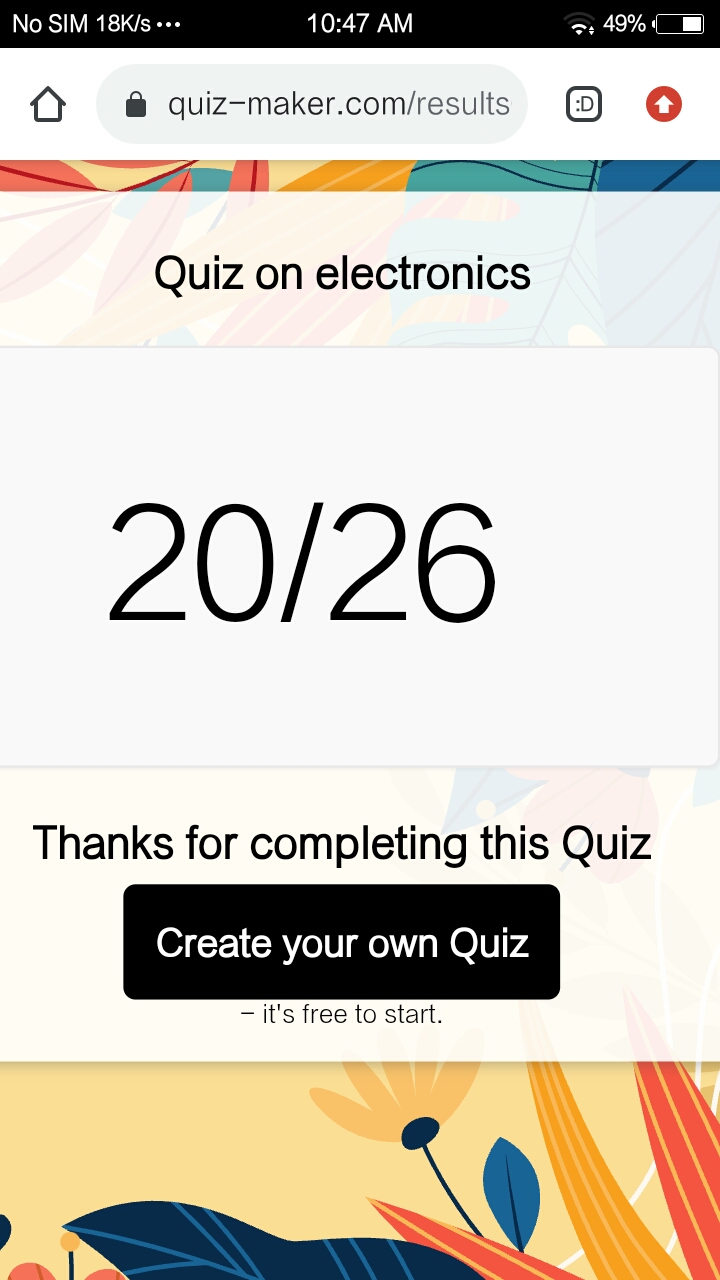 No SIM 18K/s ••• 10:47 AM 49%
quiz-maker.com/results :D
Quiz on electronics
20/26
Thanks for completing this Quiz
Create your own Quiz
– it's free to start.